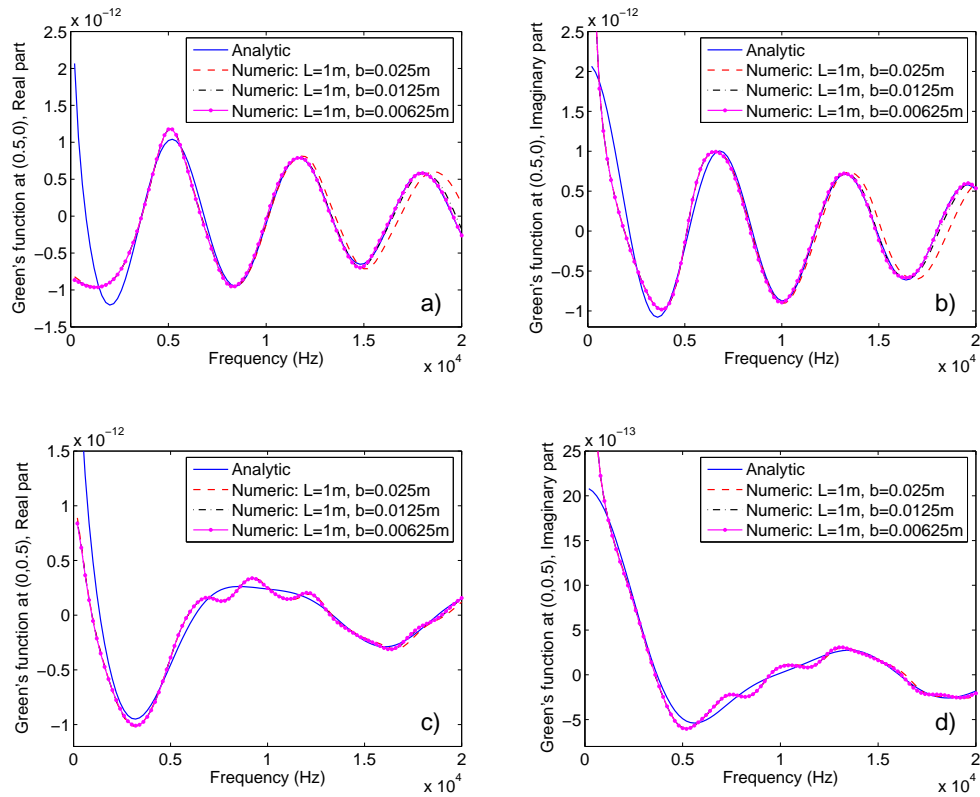 x 10⁻¹²
Green's function at (0.5,0), Real part
2.5
2
1.5
1
0.5
0
−0.5
−1
−1.5
Analytic
Numeric: L=1m, b=0.025m
Numeric: L=1m, b=0.0125m
Numeric: L=1m, b=0.00625m
a)
0 0.5 1 1.5 2
Frequency (Hz)
x 10⁴
x 10⁻¹²
Green's function at (0.5,0), Imaginary part
2.5
2
1.5
1
0.5
0
−0.5
−1
Analytic
Numeric: L=1m, b=0.025m
Numeric: L=1m, b=0.0125m
Numeric: L=1m, b=0.00625m
b)
0 0.5 1 1.5 2
Frequency (Hz)
x 10⁴
x 10⁻¹²
Green's function at (0,0.5), Real part
1.5
1
0.5
0
−0.5
−1
Analytic
Numeric: L=1m, b=0.025m
Numeric: L=1m, b=0.0125m
Numeric: L=1m, b=0.00625m
c)
0 0.5 1 1.5 2
Frequency (Hz)
x 10⁴
x 10⁻¹³
Green's function at (0,0.5), Imaginary part
25
20
15
10
5
0
−5
Analytic
Numeric: L=1m, b=0.025m
Numeric: L=1m, b=0.0125m
Numeric: L=1m, b=0.00625m
d)
0 0.5 1 1.5 2
Frequency (Hz)
x 10⁴